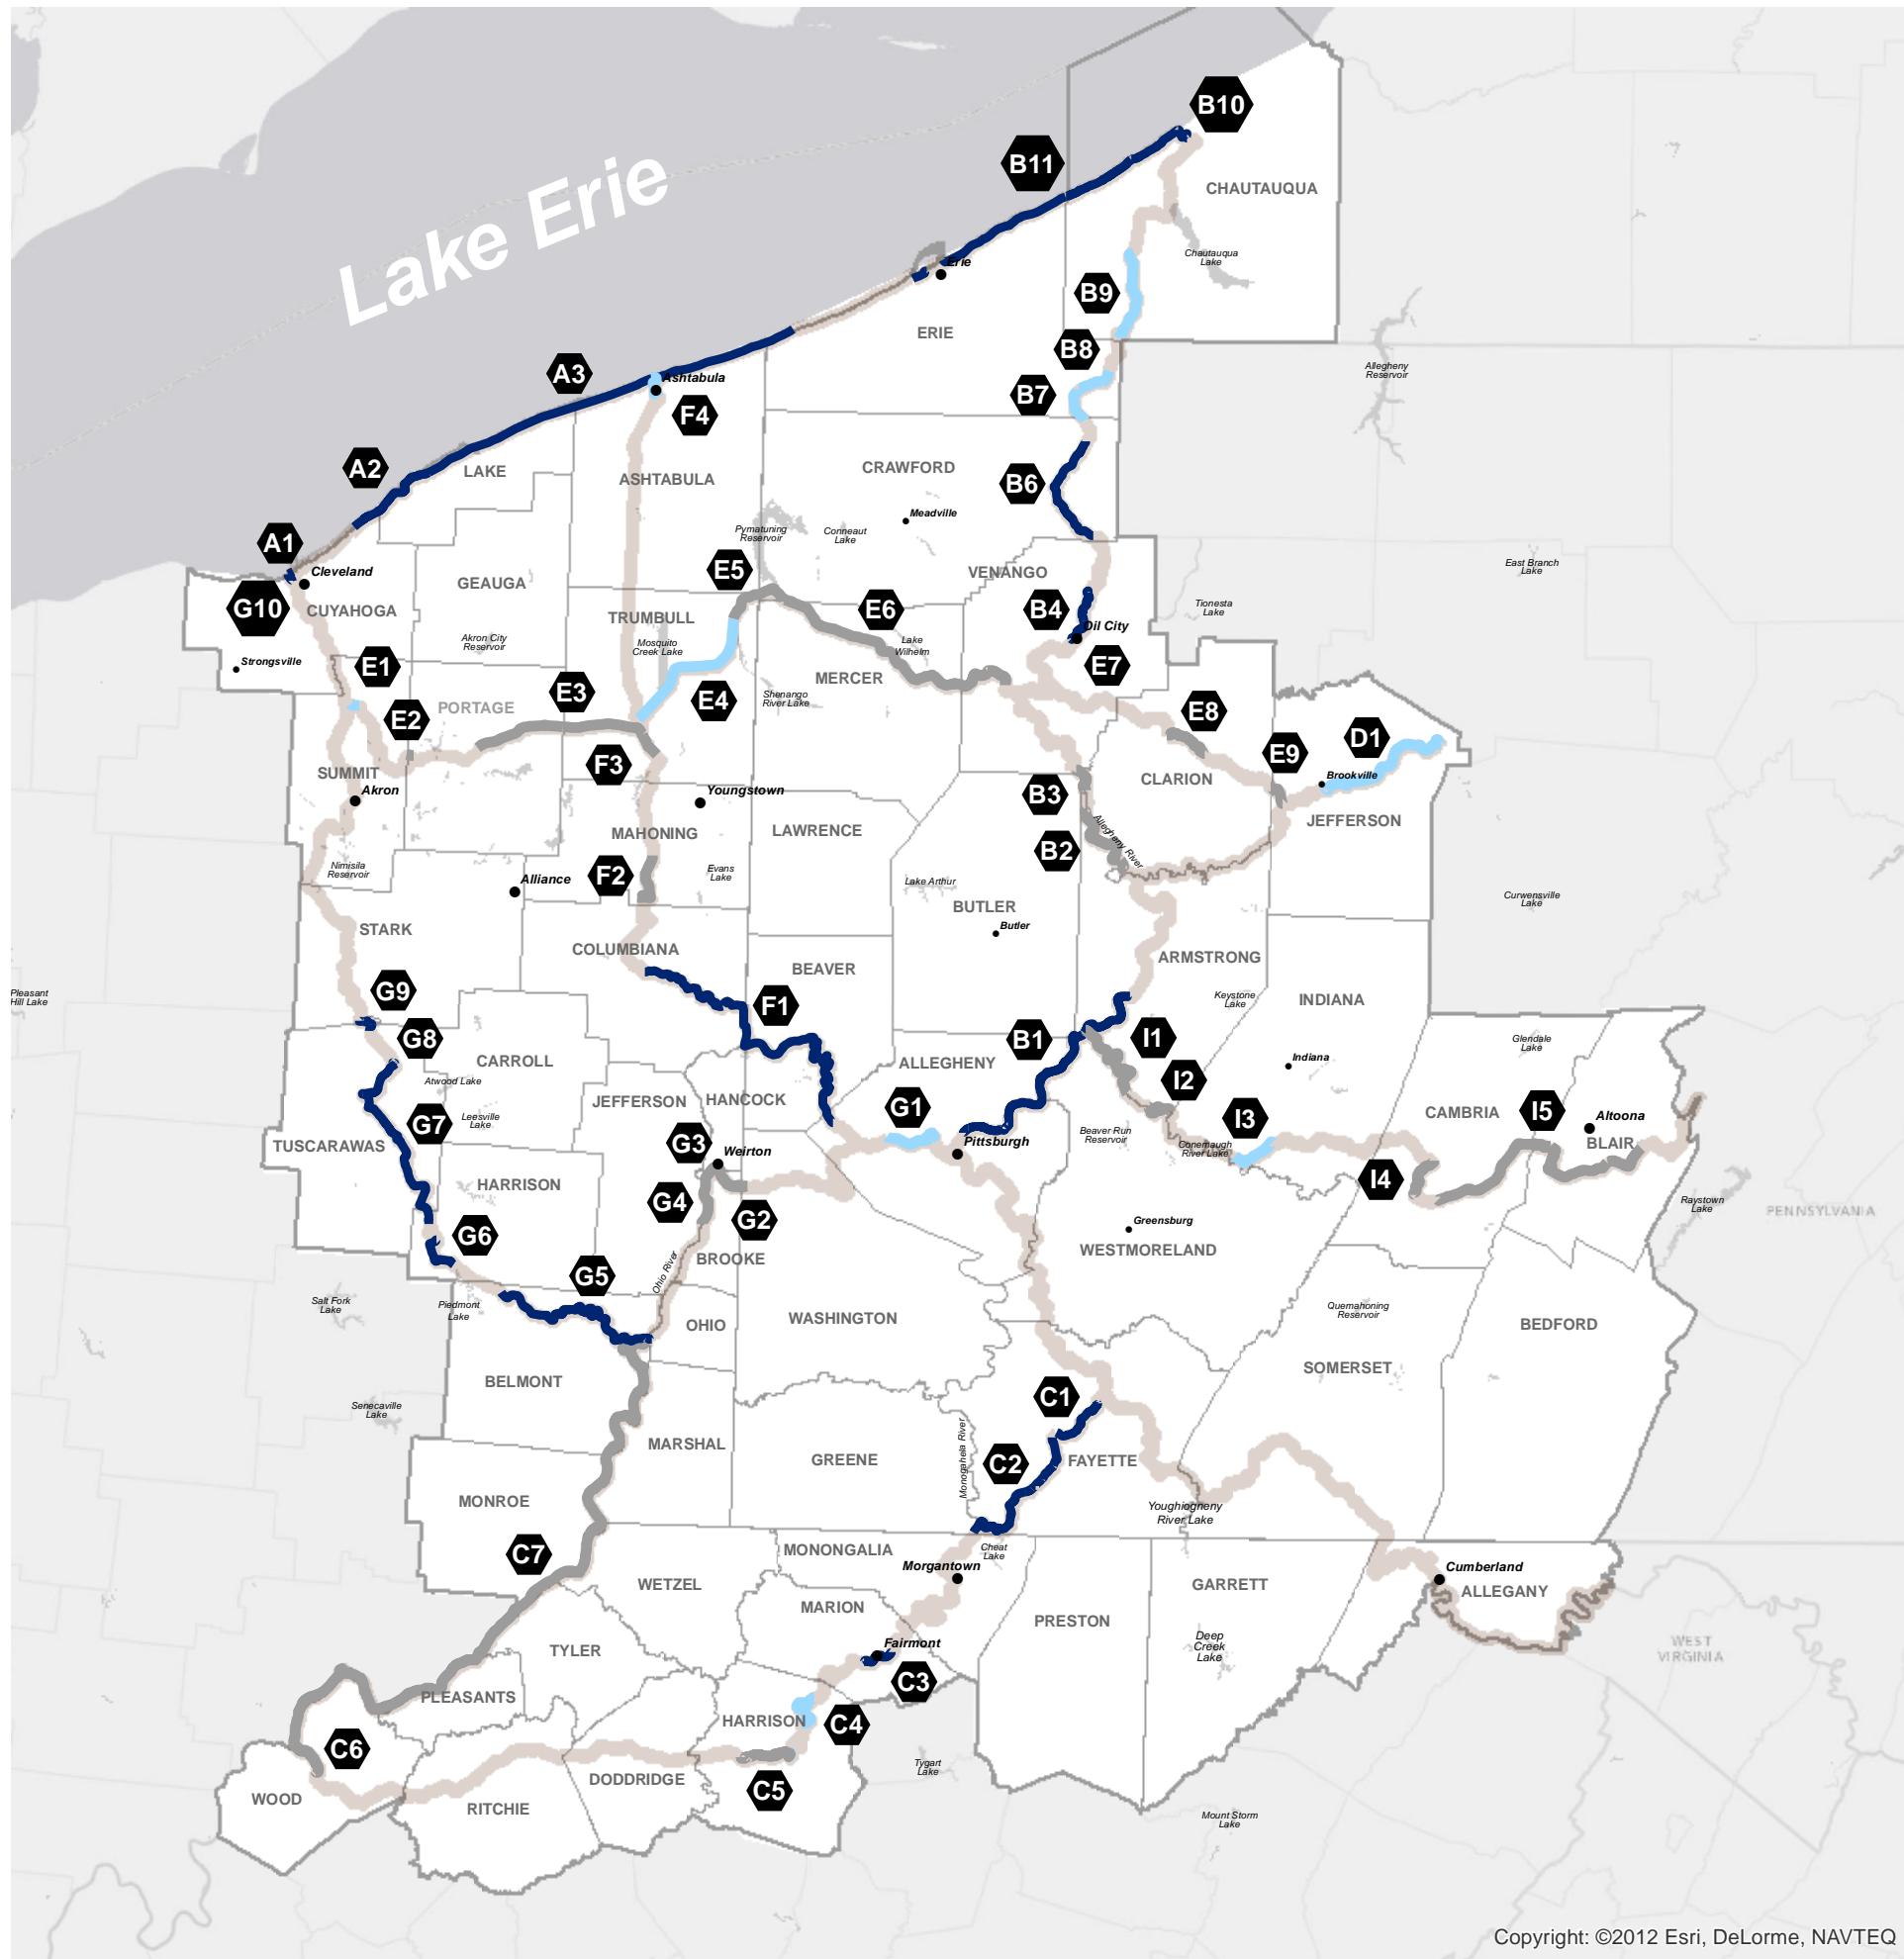 B10
B11
CHAUTAUQUA
Lake Erie
Chautauqua
Lake
Erie
B9
ERIE
B8
A3
Ashtabula
B7
Allegheny
Reservoir
F4
A2
LAKE
ASHTABULA
CRAWFORD
B6
Meadville
Pymatuning
Reservoir
Conneaut
Lake
A1
Cleveland
GEAUGA
E5
VENANGO
East Branch
Lake
G10
CUYAHOGA
TRUMBULL
E6
B4
Tionesta
Lake
Oil City
Akron City
Reservoir
Mosquito
Creek Lake
Lake
Wilhelm
Strongsville
E1
E7
MERCER
E3
E4
Shenango
River Lake
PORTAGE
E2
E8
D1
E9
F3
SUMMIT
CLARION
Brookville
Akron
Youngstown
B3
JEFFERSON
MAHONING
LAWRENCE
Allegheny River
B2
Nimisila
Reservoir
F2
Evans
Lake
Alliance
Lake Arthur
Curwensville
Lake
BUTLER
Butler
STARK
COLUMBIANA
ARMSTRONG
BEAVER
G9
Pleasant
Hill Lake
F1
Keystone
Lake
INDIANA
G8
B1
I1
Glendale
Lake
CARROLL
ALLEGHENY
Indiana
Atwood Lake
I2
JEFFERSON
HANCOCK
G1
CAMBRIA
I5
Altoona
G7
Leesville
Lake
I3
TUSCARAWAS
G3
Pittsburgh
Beaver Run
Reservoir
Conemaugh
River Lake
BLAIR
Weirton
HARRISON
G4
I4
Raystown
Lake
PENNSYLVANIA
G2
Greensburg
G6
BROOKE
WESTMORELAND
G5
Ohio River
Salt Fork
Lake
Piedmont
Lake
Quemahoning
Reservoir
OHIO
WASHINGTON
BEDFORD
BELMONT
SOMERSET
C1
Senecaville
Lake
MARSHAL
Monogahela River
GREENE
C2
FAYETTE
MONROE
Youghiogneny
River Lake
C7
MONONGALIA
Cheat
Lake
Morgantown
Cumberland
WETZEL
GARRETT
ALLEGANY
MARION
PRESTON
Fairmont
Deep
Creek
Lake
WEST
VIRGINIA
TYLER
C3
PLEASANTS
HARRISON
C4
C6
Tygart
Lake
DODDRIDGE
C5
WOOD
RITCHIE
Mount Storm
Lake
Copyright: ©2012 Esri, DeLorme, NAVTEQ